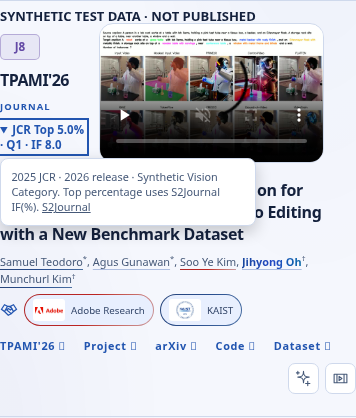 SYNTHETIC TEST DATA · NOT PUBLISHED
J8
TPAMI'26
JOURNAL
▼ JCR Top 5.0%
· Q1 · IF 8.0
2025 JCR · 2026 release · Synthetic Vision
Category. Top percentage uses S2Journal
IF(%). S2Journal
on for
o Editing
with a New Benchmark Dataset
Samuel Teodoro*, Agus Gunawan*, Soo Ye Kim, Jihyong Oh†,
Munchurl Kim†
Adobe Adobe Research
KAIST
TPAMI'26 Project arXiv Code Dataset